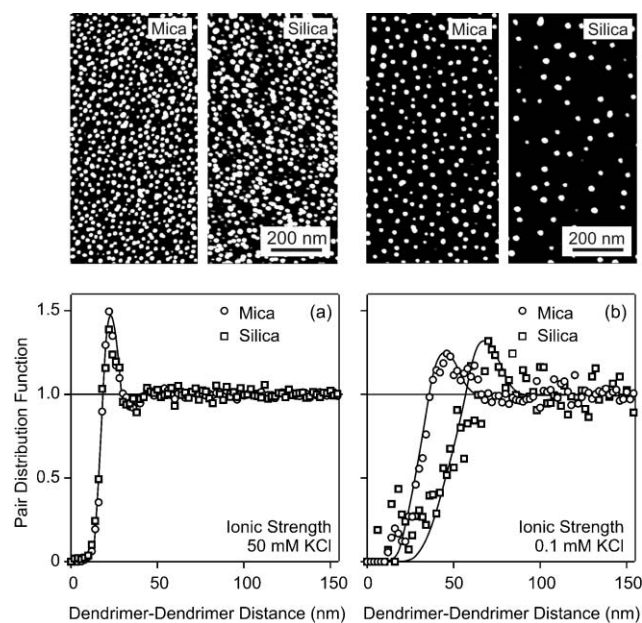 Mica
Silica
200 nm
Mica
Silica
200 nm
Pair Distribution Function
1.5
1.0
0.5
0
Mica
Silica
(a)
Ionic Strength
50 mM KCl
0 50 100 150
Dendrimer-Dendrimer Distance (nm)
Mica
Silica
(b)
Ionic Strength
0.1 mM KCl
0 50 100 150
Dendrimer-Dendrimer Distance (nm)